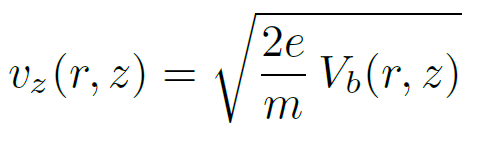 $v_z(r, z) = \sqrt{\frac{2e}{m} V_b(r, z)}$